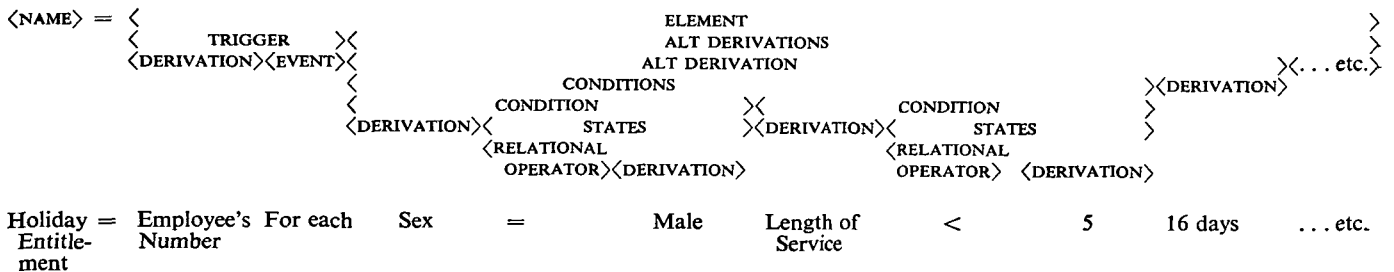 ⟨NAME⟩ = ⟨ ELEMENT ⟩
⟨ TRIGGER ⟩⟨ ALT DERIVATIONS ⟩
⟨DERIVATION⟩⟨EVENT⟩⟨ ALT DERIVATION ⟩⟨... etc.⟩
⟨ CONDITIONS ⟩⟨DERIVATION⟩
⟨ CONDITION ⟩⟨ CONDITION ⟩
⟨DERIVATION⟩⟨ STATES ⟩⟨DERIVATION⟩⟨ STATES ⟩
⟨RELATIONAL ⟨RELATIONAL
OPERATOR⟩⟨DERIVATION⟩ OPERATOR⟩ ⟨DERIVATION⟩
Holiday = Employee's For each Sex = Male Length of < 5 16 days ... etc.
Entitle- Number Service
ment